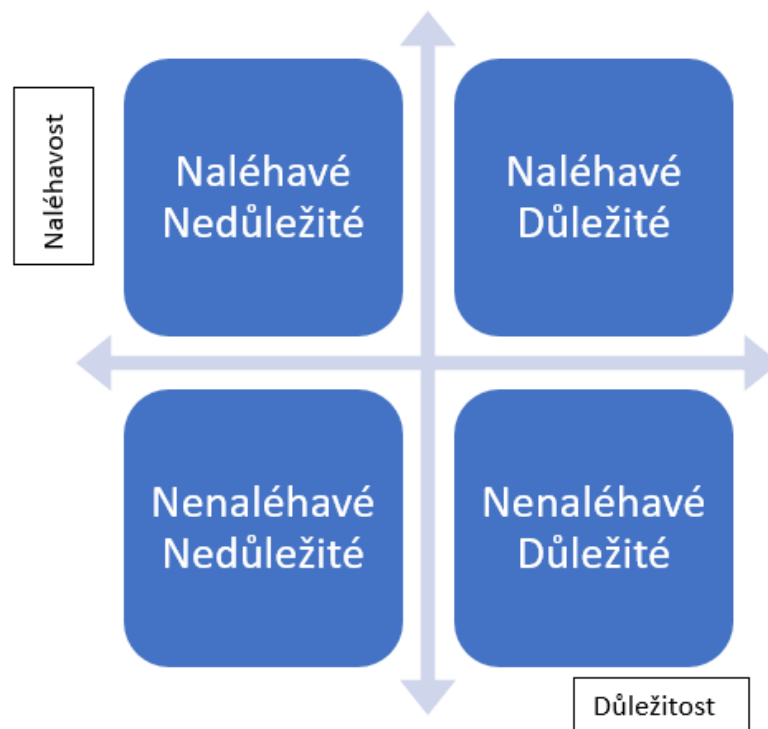 Naléhavost
Naléhavé
Nedůležité
Naléhavé
Důležité
Nenaléhavé
Nedůležité
Nenaléhavé
Důležité
Důležitost